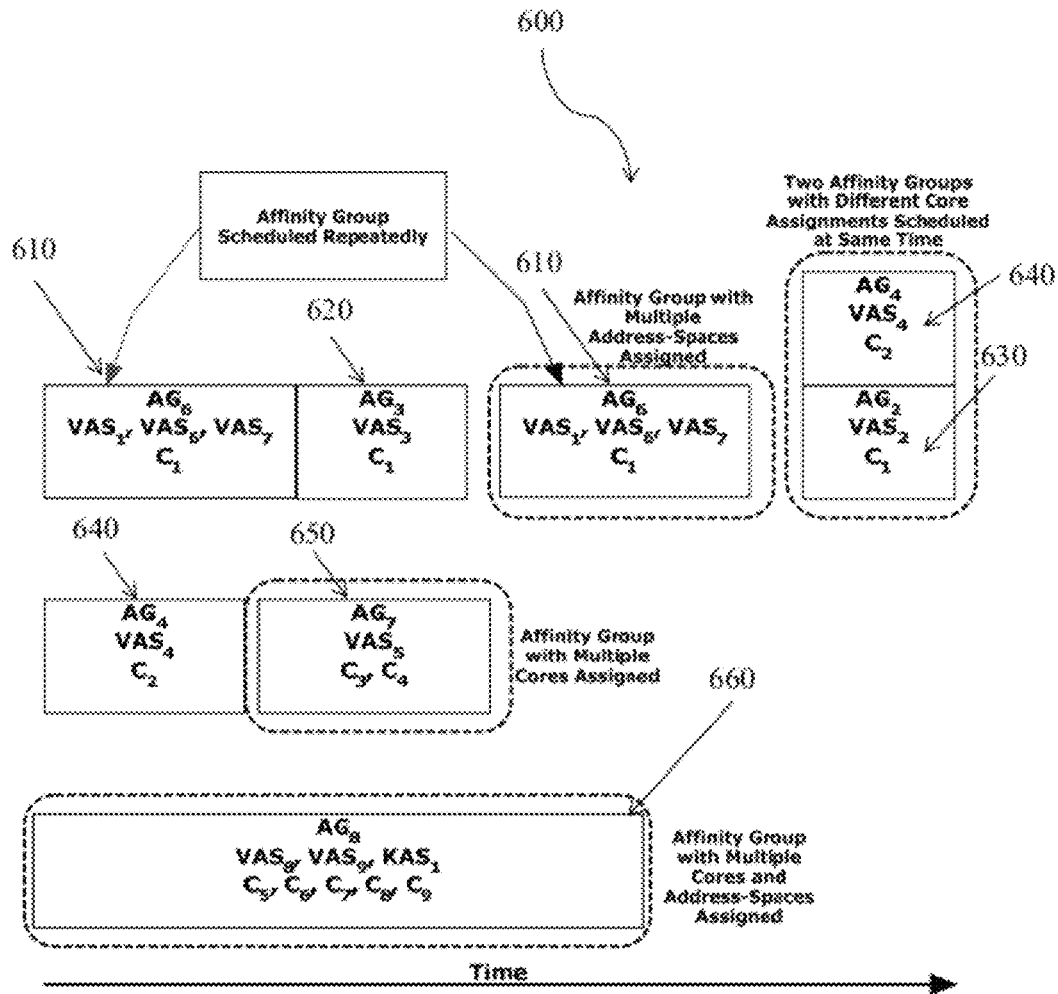 600
Affinity Group
Scheduled Repeatedly
Two Affinity Groups
with Different Core
Assignments Scheduled
at Same Time
610
620
610
Affinity Group with
Multiple
Address-Spaces
Assigned
640
630
AG₆
VAS₁, VAS₆, VAS₇
C₁
AG₃
VAS₃
C₁
AG₆
VAS₁, VAS₆, VAS₇
C₁
AG₄
VAS₄
C₂
AG₂
VAS₂
C₁
640
650
AG₄
VAS₄
C₂
AG₇
VAS₅
C₃, C₄
Affinity Group
with Multiple
Cores Assigned
660
AG₈
VAS₈, VAS₉, KAS₁
C₅, C₆, C₇, C₈, C₉
Affinity Group
with Multiple
Cores and
Address-Spaces
Assigned
Time